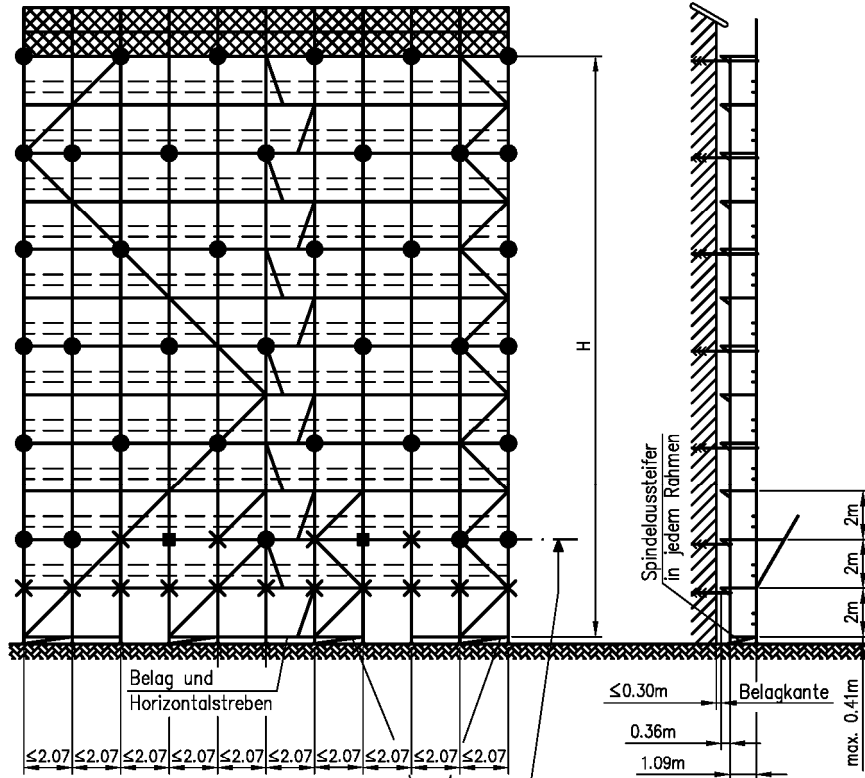 H
Spindelaussteifer
in jedem Rahmen
2m
2m
2m
Belag und
Horizontalstreben
≤0.30m
Belagkante
0.36m
1.09m
max. 0.41m
≤2.07 ≤2.07 ≤2.07 ≤2.07 ≤2.07 ≤2.07 ≤2.07 ≤2.07 ≤2.07 ≤2.07